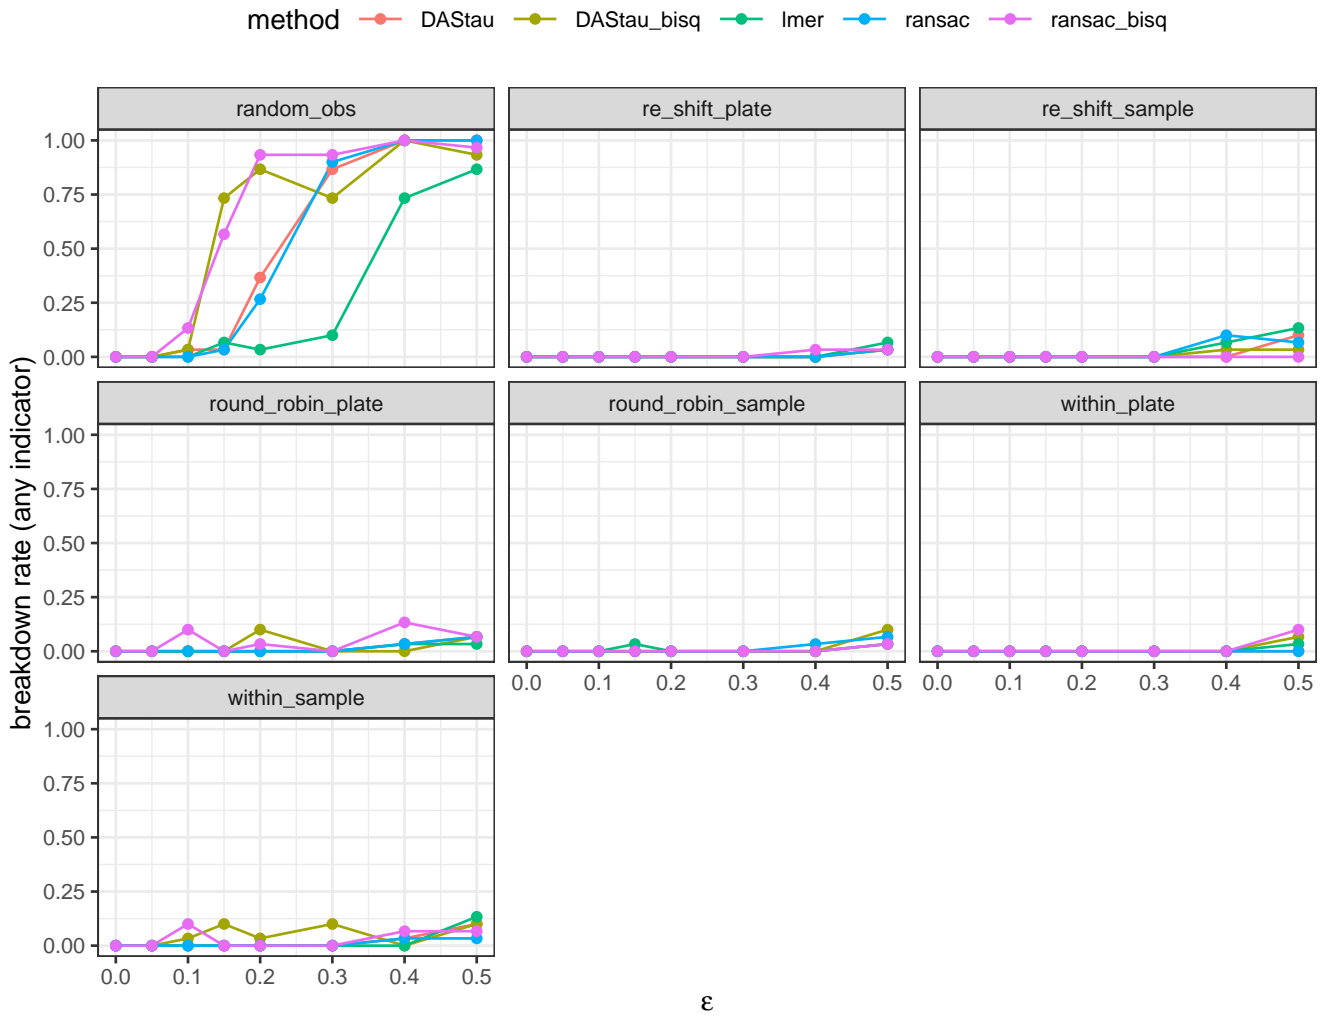 method DAStau DAStau_bisq lmer ransac ransac_bisq
random_obs re_shift_plate re_shift_sample
1.00
0.75
0.50
0.25
0.00
round_robin_plate round_robin_sample within_plate
1.00
0.75
0.50
0.25
0.00
0.0 0.1 0.2 0.3 0.4 0.5 0.0 0.1 0.2 0.3 0.4 0.5
within_sample
1.00
0.75
0.50
0.25
0.00
0.0 0.1 0.2 0.3 0.4 0.5
breakdown rate (any indicator)
ε